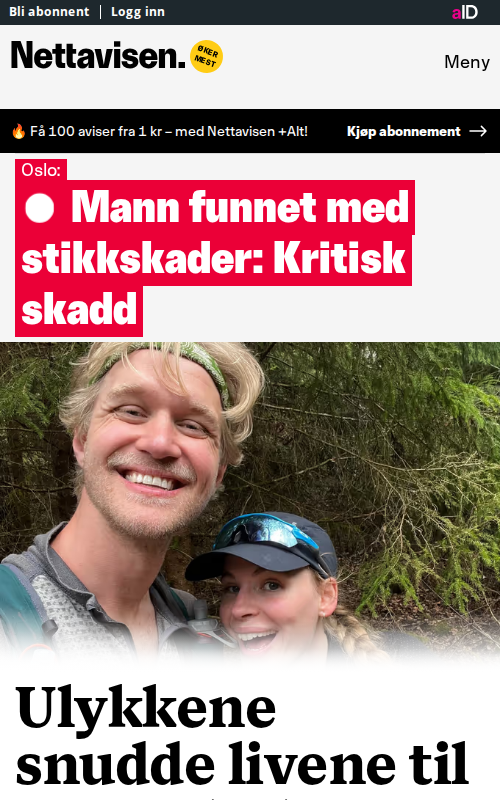 Bli abonnent | Logg inn
aID
Nettavisen.
ØKER
MEST
Meny
🔥 Få 100 aviser fra 1 kr – med Nettavisen +Alt!
Kjøp abonnement →
Oslo:
Mann funnet med
stikkskader: Kritisk
skadd
Ulykkene
snudde livene til